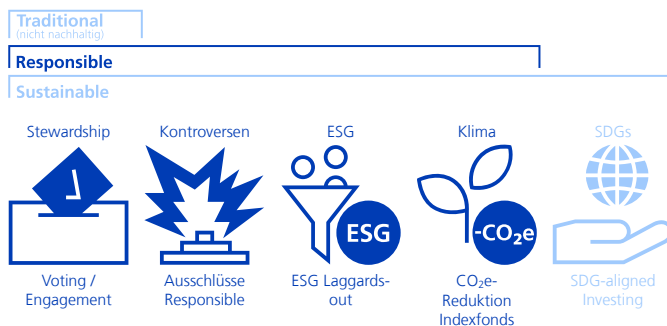 Traditional
(nicht nachhaltig)
Responsible
Sustainable
Stewardship
Kontroversen
ESG
Klima
SDGs
ESG
-CO₂e
Voting /
Engagement
Ausschlüsse
Responsible
ESG Laggards-
out
CO₂e-
Reduktion
Indexfonds
SDG-aligned
Investing